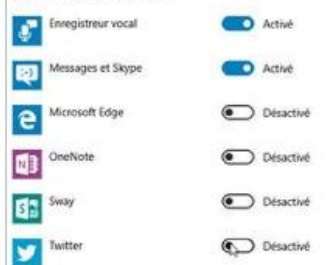 Enregistreur vocal Activé
Messages et Skype Activé
Microsoft Edge Désactivé
OneNote Désactivé
Sway Désactivé
Twitter Désactivé